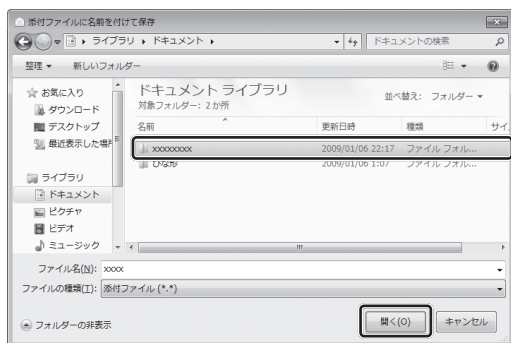 添付ファイルに名前を付けて保存
ライブラリ ドキュメント ドキュメントの検索
整理 新しいフォルダー
お気に入り
ダウンロード
デスクトップ
最近表示した場所
ライブラリ
ドキュメント
ピクチャ
ビデオ
ミュージック
ドキュメント ライブラリ
対象フォルダー: 2か所
並べ替え: フォルダー
名前 更新日時 種類 サイ
xxxxxxxx 2009/01/06 22:17 ファイル フォル...
ひな形 2009/01/06 1:07 ファイル フォル...
ファイル名(N): xxxx
ファイルの種類(T): 添付ファイル (*.*)
フォルダーの非表示 開く(O) キャンセル